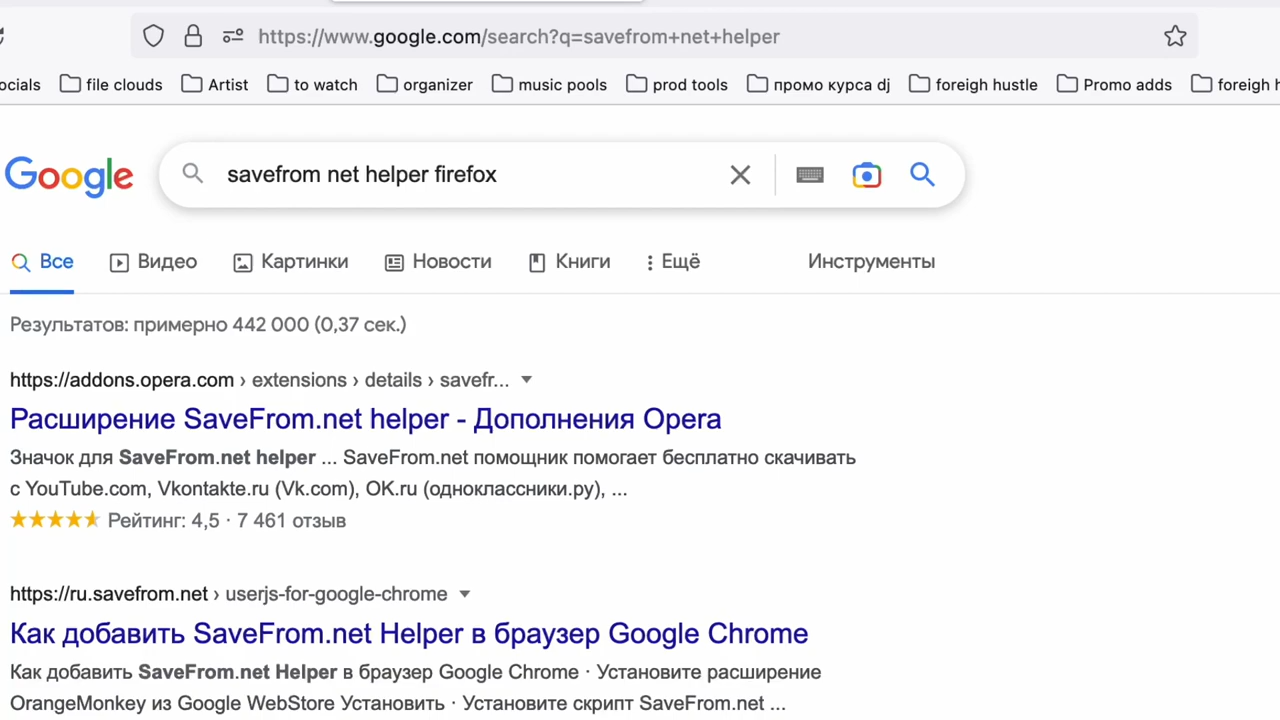 https://www.google.com/search?q=savefrom+net+helper
ocials file clouds Artist to watch organizer music pools prod tools промо курса dj foreigh hustle Promo adds foreigh h
Google savefrom net helper firefox
Все Видео Картинки Новости Книги Ещё Инструменты
Результатов: примерно 442 000 (0,37 сек.)
https://addons.opera.com › extensions › details › savefr...
Расширение SaveFrom.net helper - Дополнения Opera
Значок для SaveFrom.net helper ... SaveFrom.net помощник помогает бесплатно скачивать
с YouTube.com, Vkontakte.ru (Vk.com), OK.ru (одноклассники.ру), ...
Рейтинг: 4,5 · 7 461 отзыв
https://ru.savefrom.net › userjs-for-google-chrome
Как добавить SaveFrom.net Helper в браузер Google Chrome
Как добавить SaveFrom.net Helper в браузер Google Chrome · Установите расширение
OrangeMonkey из Google WebStore Установить · Установите скрипт SaveFrom.net ...